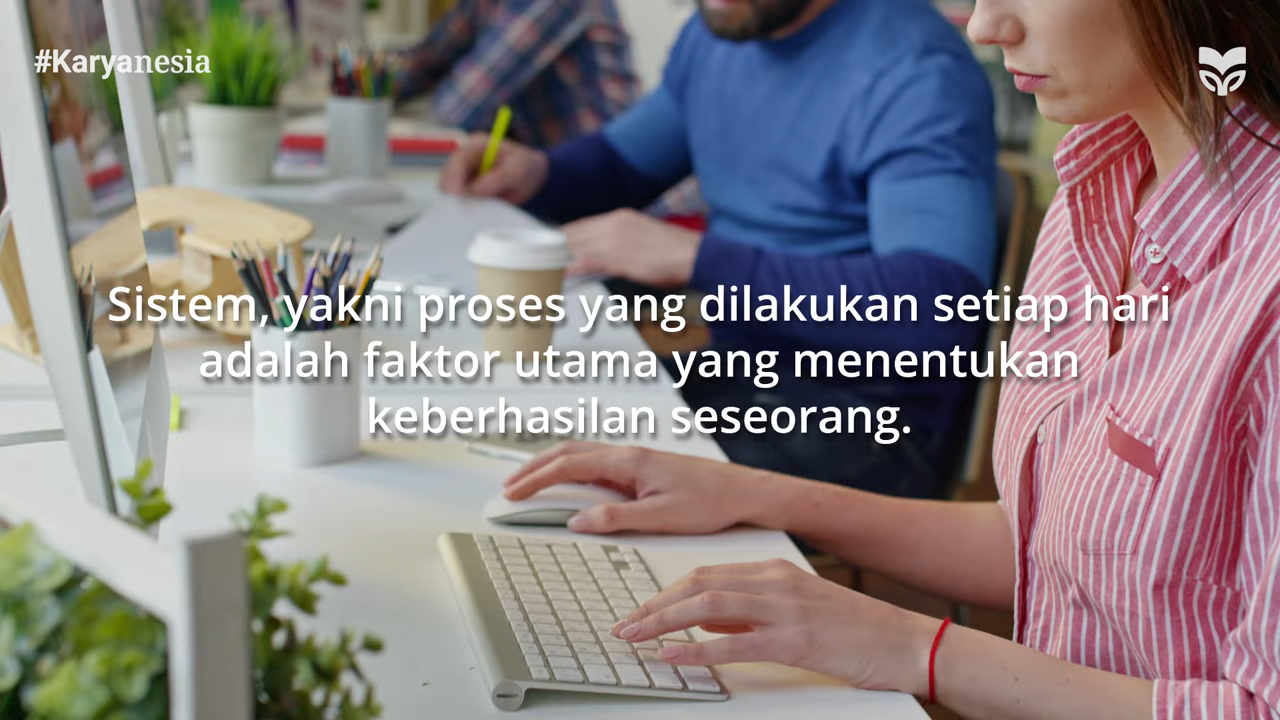 #Karyanesia
Sistem, yakni proses yang dilakukan setiap hari
adalah faktor utama yang menentukan
keberhasilan seseorang.